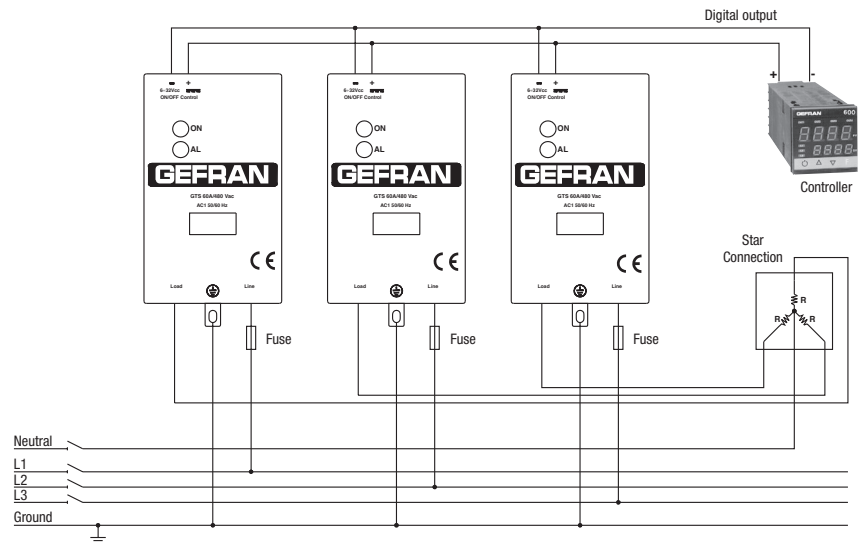 Digital output
- +
6-32Vcc
ON/OFF Control
ON
AL
GEFRAN
GTS 60A/480 Vac
AC1 50/60 Hz
CE
Load
Line
Fuse
- +
6-32Vcc
ON/OFF Control
ON
AL
GEFRAN
GTS 60A/480 Vac
AC1 50/60 Hz
CE
Load
Line
Fuse
- +
6-32Vcc
ON/OFF Control
ON
AL
GEFRAN
GTS 60A/480 Vac
AC1 50/60 Hz
CE
Load
Line
Fuse
+ -
GEFRAN 600
8888
8888
Controller
Star
Connection
R
R R
Neutral
L1
L2
L3
Ground